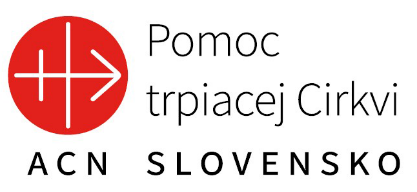 Pomoc
trpiacej Cirkvi
ACN SLOVENSKO